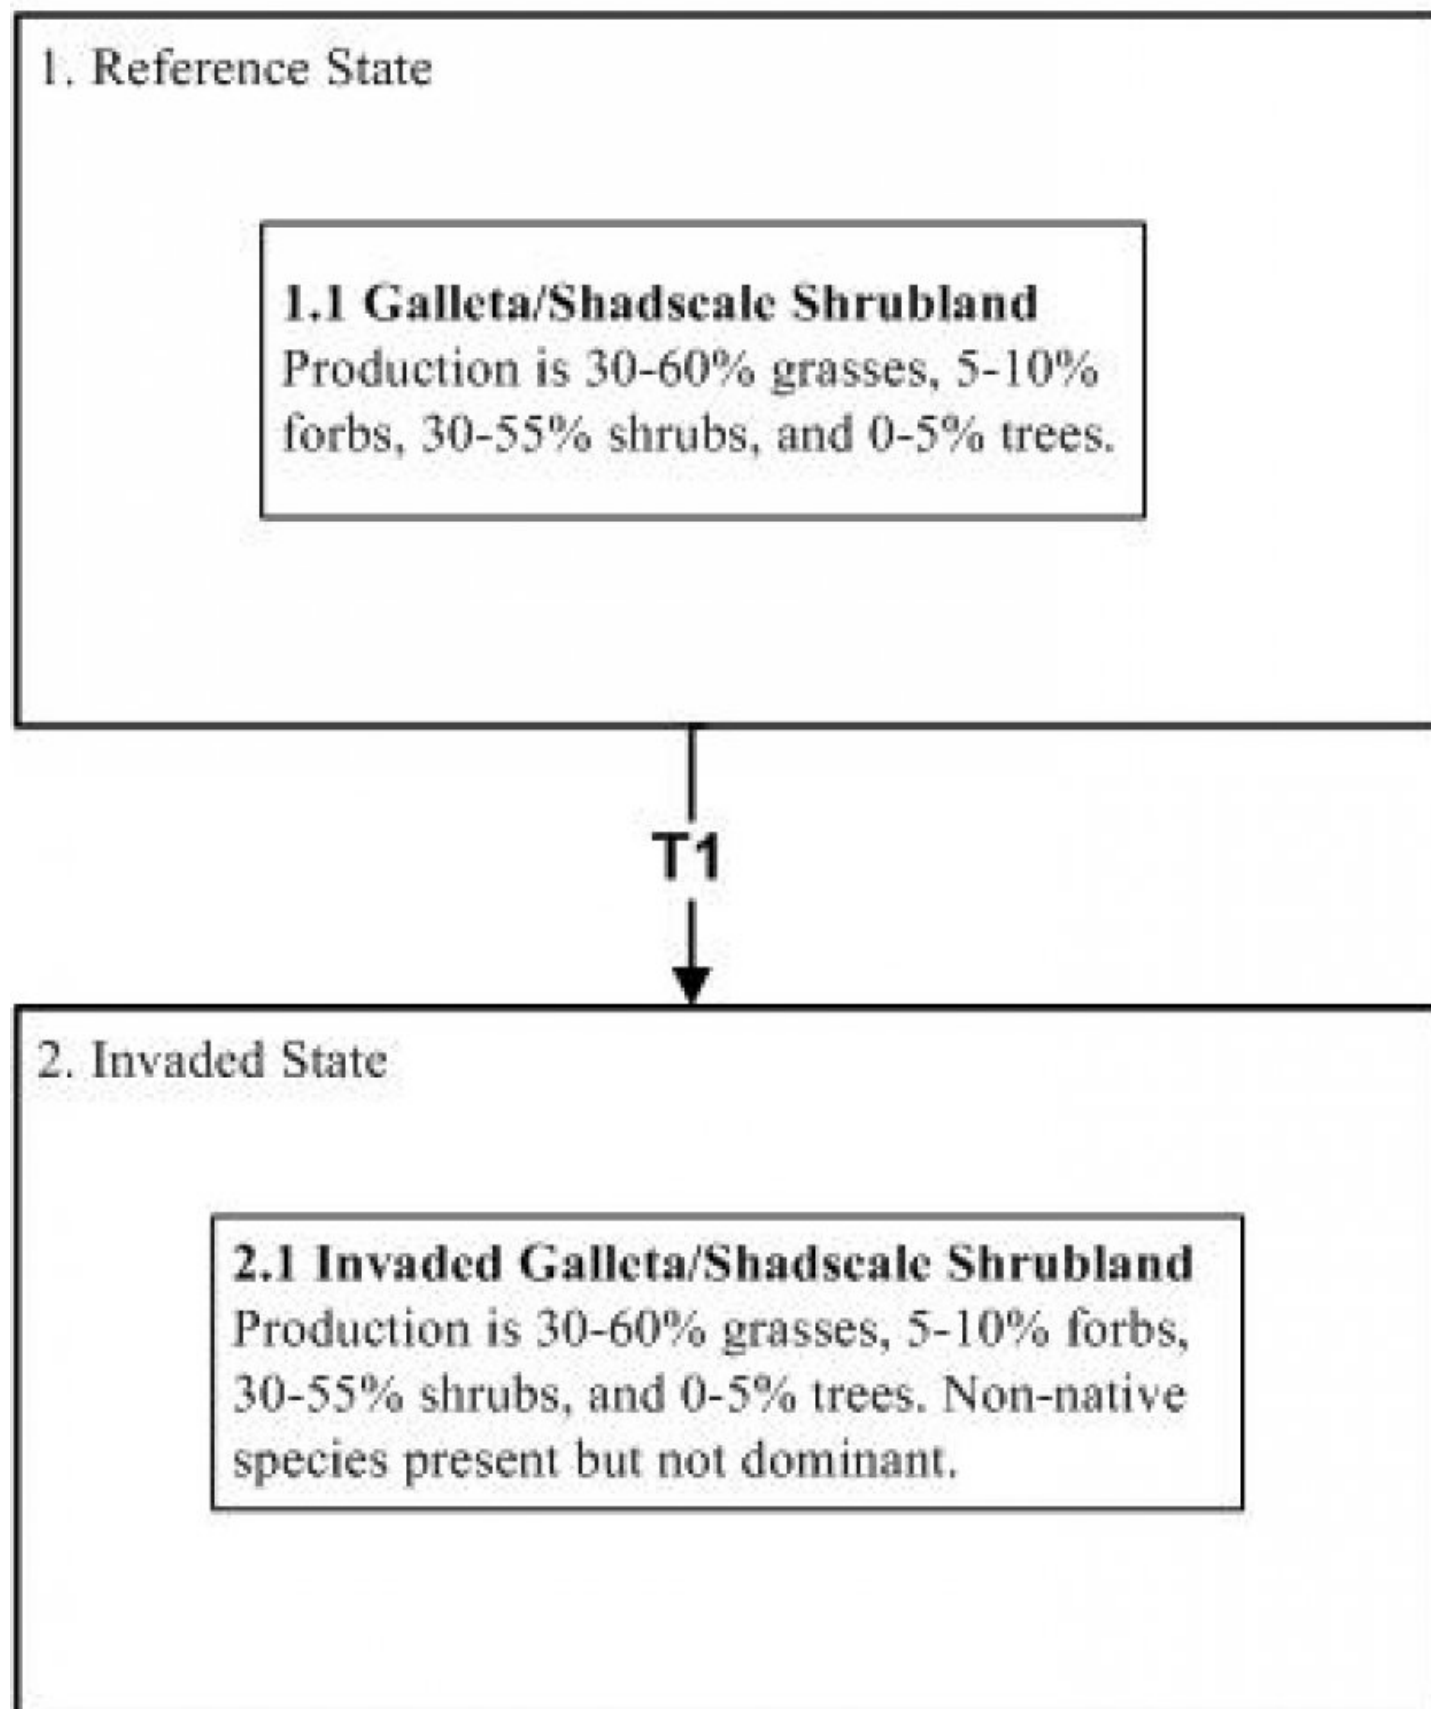 1. Reference State
1.1 Galleta/Shadscale Shrubland
Production is 30-60% grasses, 5-10%
forbs, 30-55% shrubs, and 0-5% trees.
T1
2. Invaded State
2.1 Invaded Galleta/Shadscale Shrubland
Production is 30-60% grasses, 5-10% forbs,
30-55% shrubs, and 0-5% trees. Non-native
species present but not dominant.